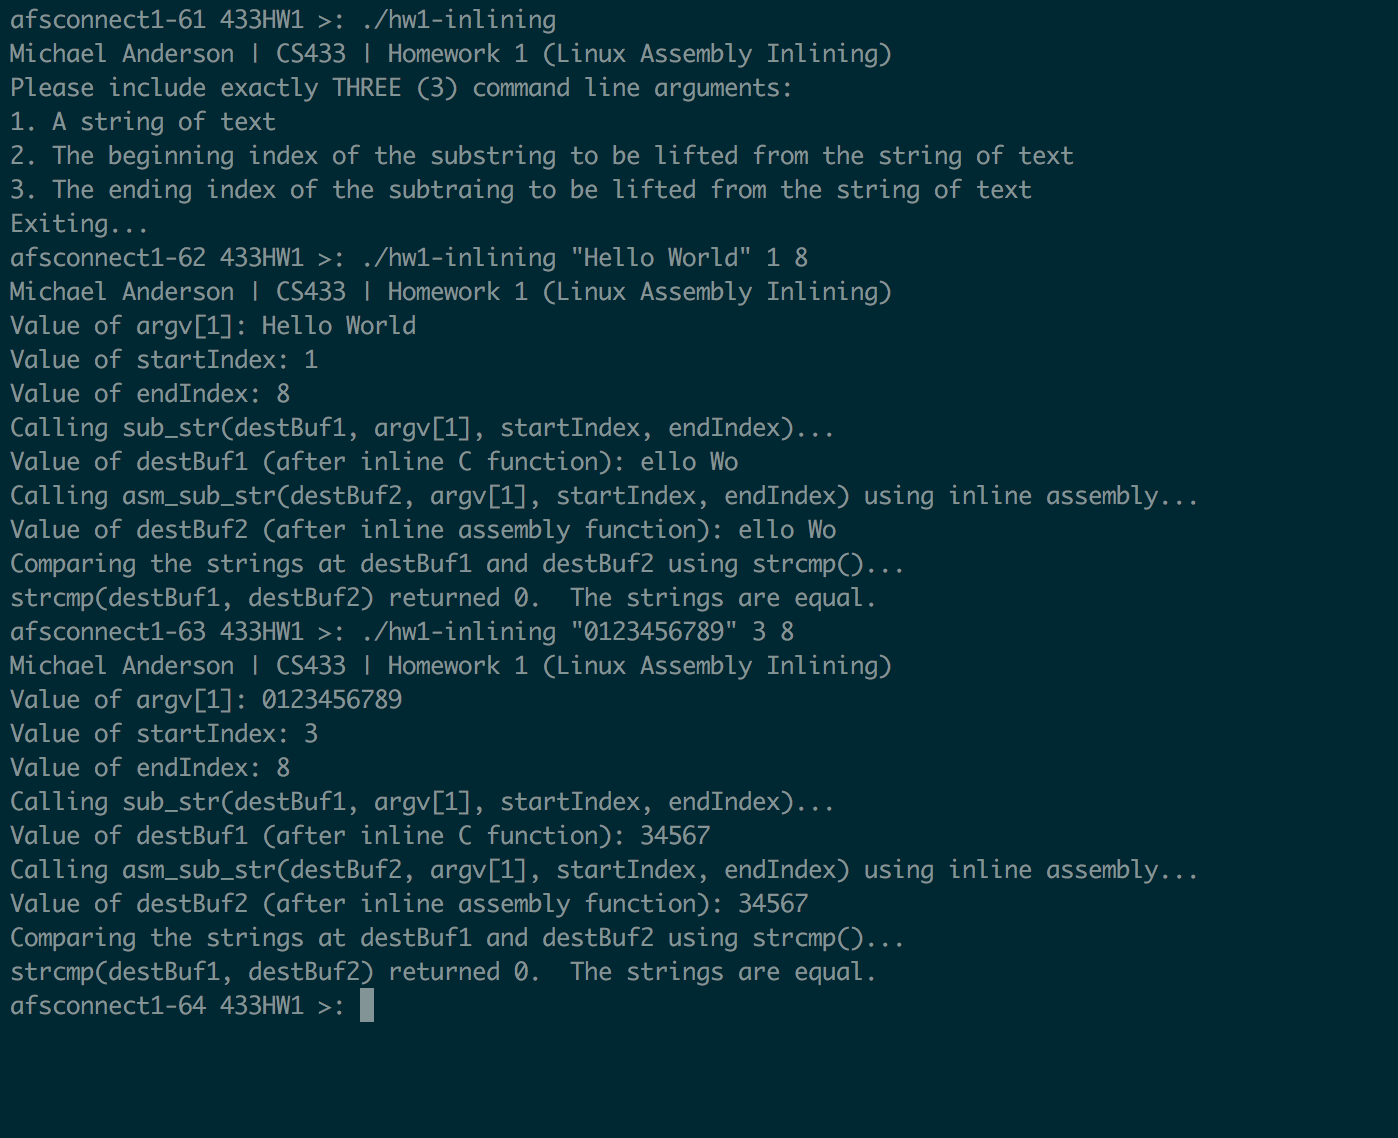 afsconnect1-61 433HW1 >: ./hw1-inlining
Michael Anderson | CS433 | Homework 1 (Linux Assembly Inlining)
Please include exactly THREE (3) command line arguments:
1. A string of text
2. The beginning index of the substring to be lifted from the string of text
3. The ending index of the subtraing to be lifted from the string of text
Exiting...
afsconnect1-62 433HW1 >: ./hw1-inlining "Hello World" 1 8
Michael Anderson | CS433 | Homework 1 (Linux Assembly Inlining)
Value of argv[1]: Hello World
Value of startIndex: 1
Value of endIndex: 8
Calling sub_str(destBuf1, argv[1], startIndex, endIndex)...
Value of destBuf1 (after inline C function): ello Wo
Calling asm_sub_str(destBuf2, argv[1], startIndex, endIndex) using inline assembly...
Value of destBuf2 (after inline assembly function): ello Wo
Comparing the strings at destBuf1 and destBuf2 using strcmp()...
strcmp(destBuf1, destBuf2) returned 0.  The strings are equal.
afsconnect1-63 433HW1 >: ./hw1-inlining "0123456789" 3 8
Michael Anderson | CS433 | Homework 1 (Linux Assembly Inlining)
Value of argv[1]: 0123456789
Value of startIndex: 3
Value of endIndex: 8
Calling sub_str(destBuf1, argv[1], startIndex, endIndex)...
Value of destBuf1 (after inline C function): 34567
Calling asm_sub_str(destBuf2, argv[1], startIndex, endIndex) using inline assembly...
Value of destBuf2 (after inline assembly function): 34567
Comparing the strings at destBuf1 and destBuf2 using strcmp()...
strcmp(destBuf1, destBuf2) returned 0.  The strings are equal.
afsconnect1-64 433HW1 >: